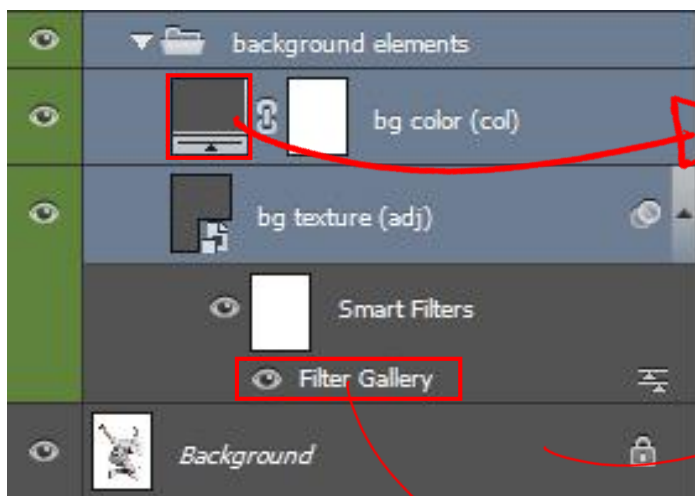 background elements
bg color (col)
bg texture (adj)
Smart Filters
Filter Gallery
Background